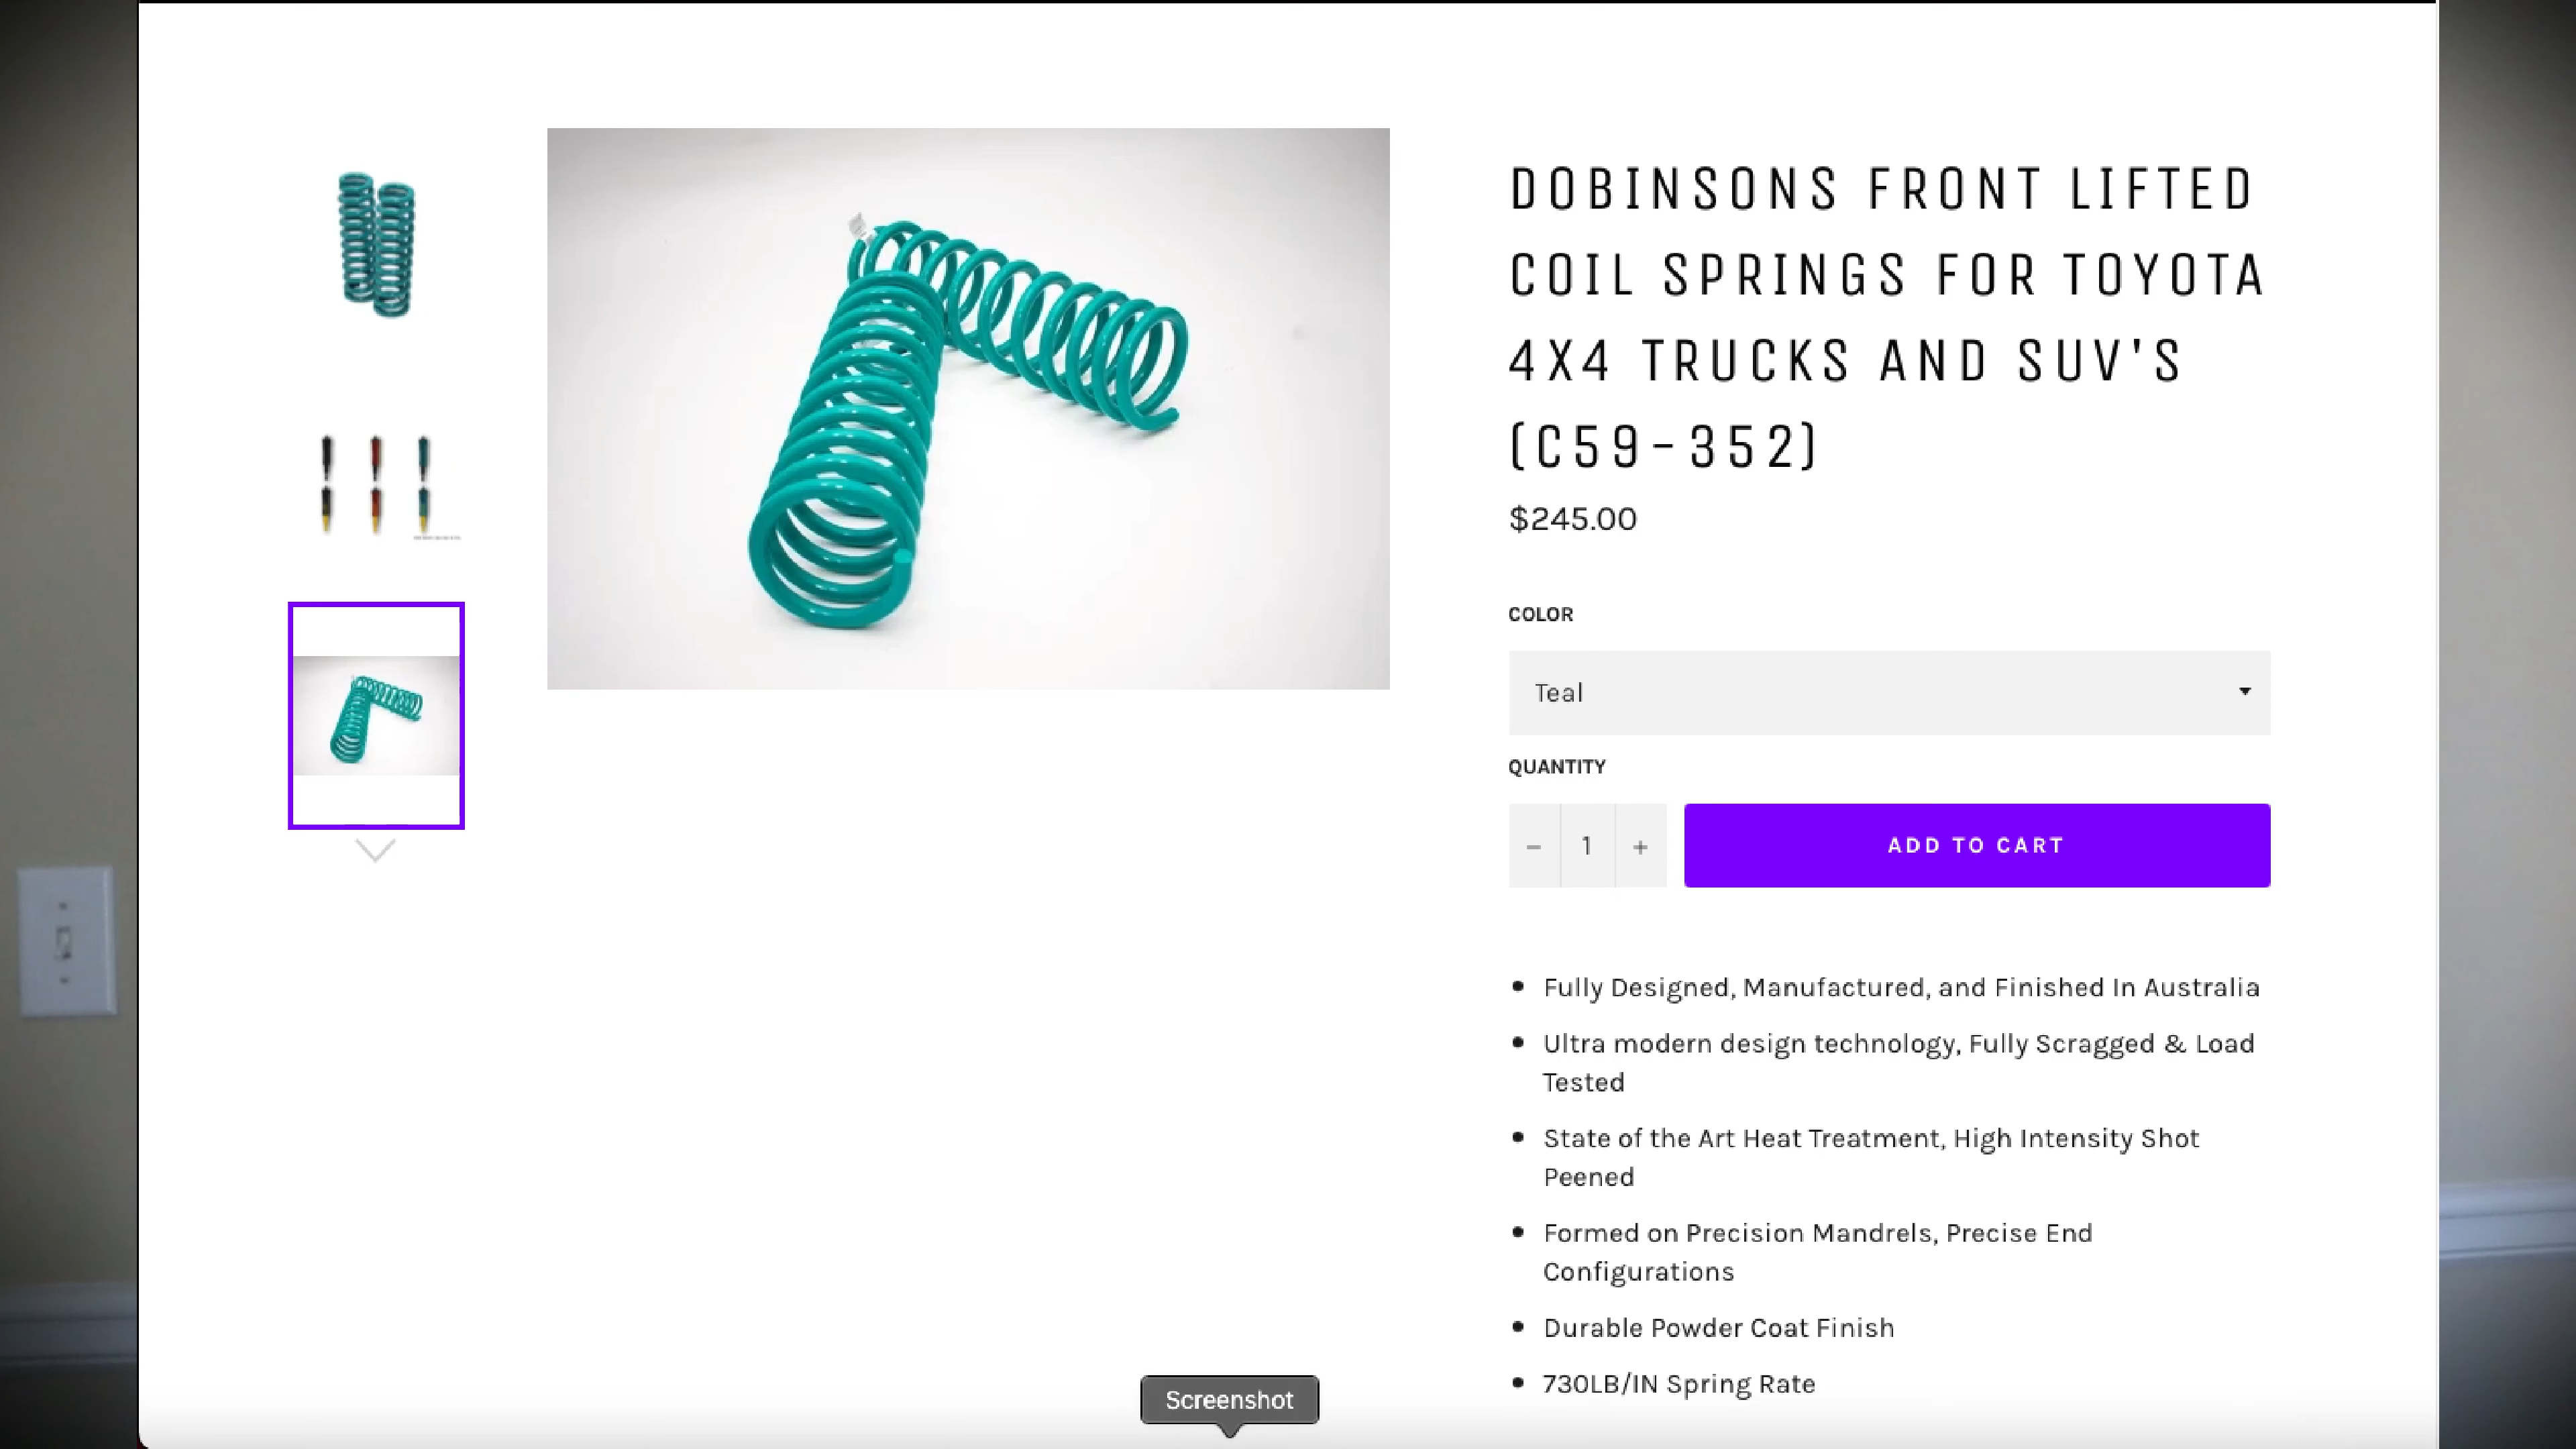 DOBINSONS FRONT LIFTED
COIL SPRINGS FOR TOYOTA
4X4 TRUCKS AND SUV'S
(C59-352)
$245.00
COLOR
Teal
QUANTITY
− 1 +
ADD TO CART
Fully Designed, Manufactured, and Finished In Australia
Ultra modern design technology, Fully Scragged & Load
Tested
State of the Art Heat Treatment, High Intensity Shot
Peened
Formed on Precision Mandrels, Precise End
Configurations
Durable Powder Coat Finish
730LB/IN Spring Rate
Screenshot